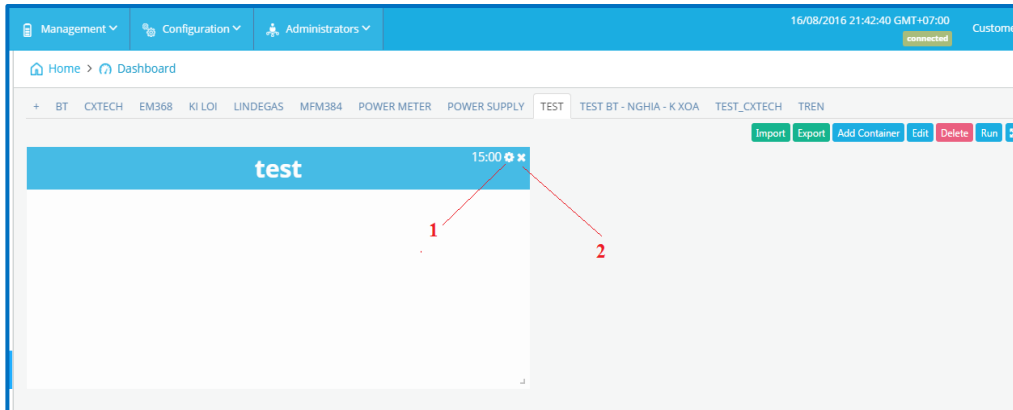 Management Configuration Administrators 16/08/2016 21:42:40 GMT+07:00
connected
Custome
Home > Dashboard
+ BT CXTECH EM368 KI LOI LINDEGAS MFM384 POWER METER POWER SUPPLY TEST TEST BT - NGHIA - K XOA TEST_CXTECH TREN
Import Export Add Container Edit Delete Run
test 15:00
1
2